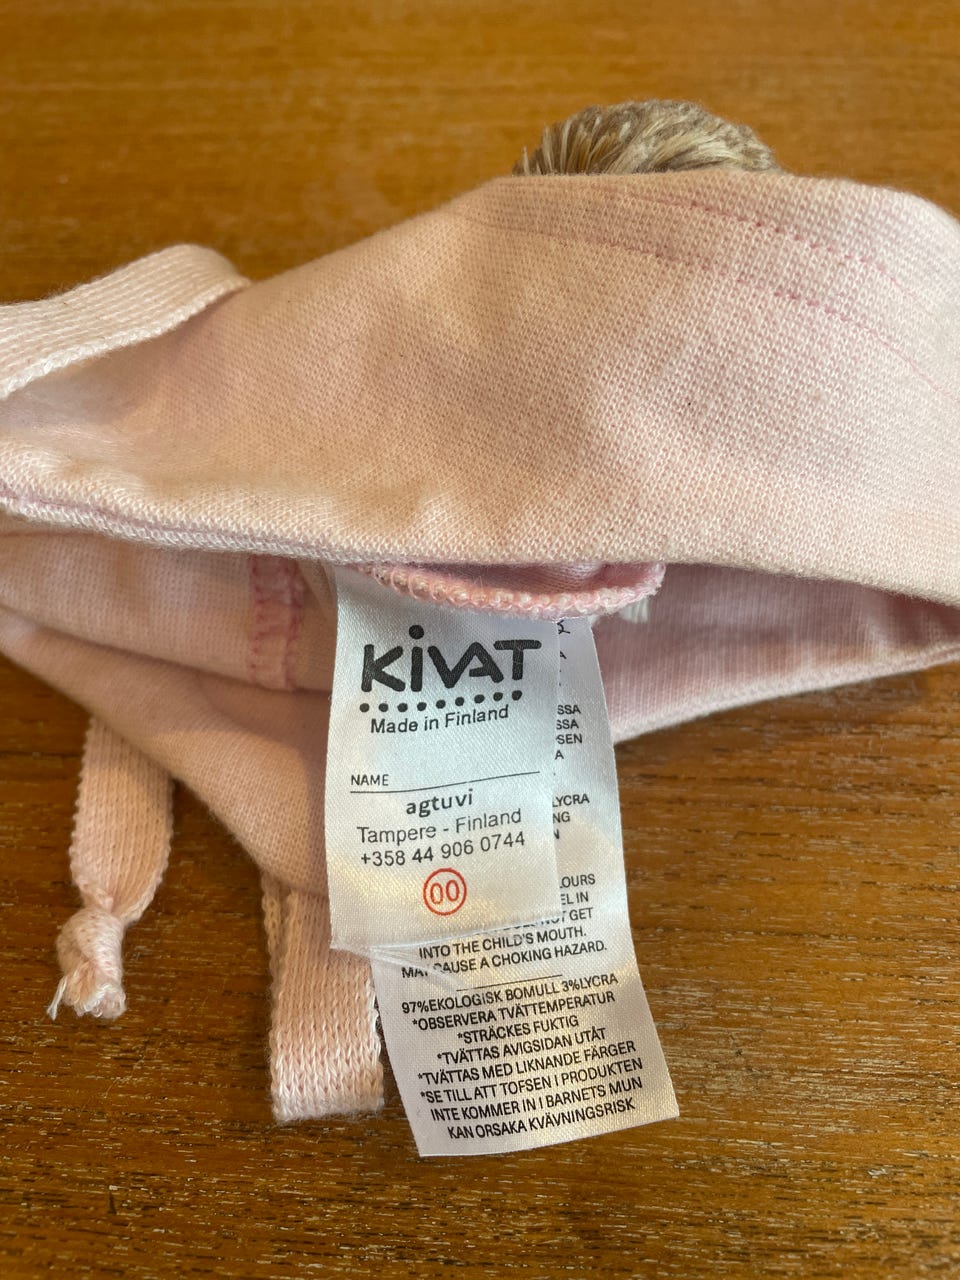 KiVAT
Made in Finland
NAME
agtuvi
Tampere - Finland
+358 44 906 0744
00
LYCRA
GET
INTO THE CHILD'S MOUTH.
MAY CAUSE A CHOKING HAZARD.
97%EKOLOGISK BOMULL 3%LYCRA
*OBSERVERA TVÄTTEMPERATUR
*STRÄCKES FUKTIG
*TVÄTTAS AVIGSIDAN UTÅT
*TVÄTTAS MED LIKNANDE FÄRGER
*SE TILL ATT TOFSEN I PRODUKTEN
INTE KOMMER IN I BARNETS MUN
KAN ORSAKA KVÄVNINGSRISK